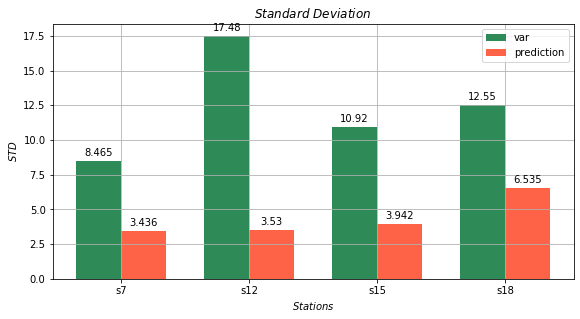 Standard Deviation
17.5
15.0
12.5
10.0
7.5
5.0
2.5
0.0
STD
8.465
3.436
17.48
3.53
10.92
3.942
12.55
6.535
var
prediction
s7
s12
s15
s18
Stations